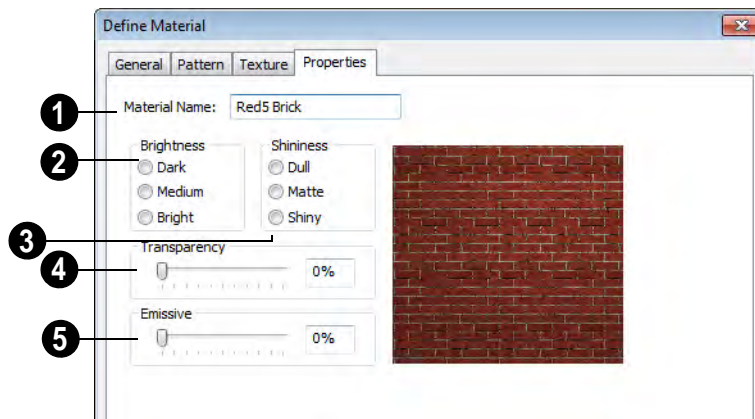 Define Material
General Pattern Texture Properties
1 Material Name: Red5 Brick
Brightness Shininess
2 Dark Dull
Medium Matte
Bright Shiny
3
Transparency
4 0%
Emissive
5 0%